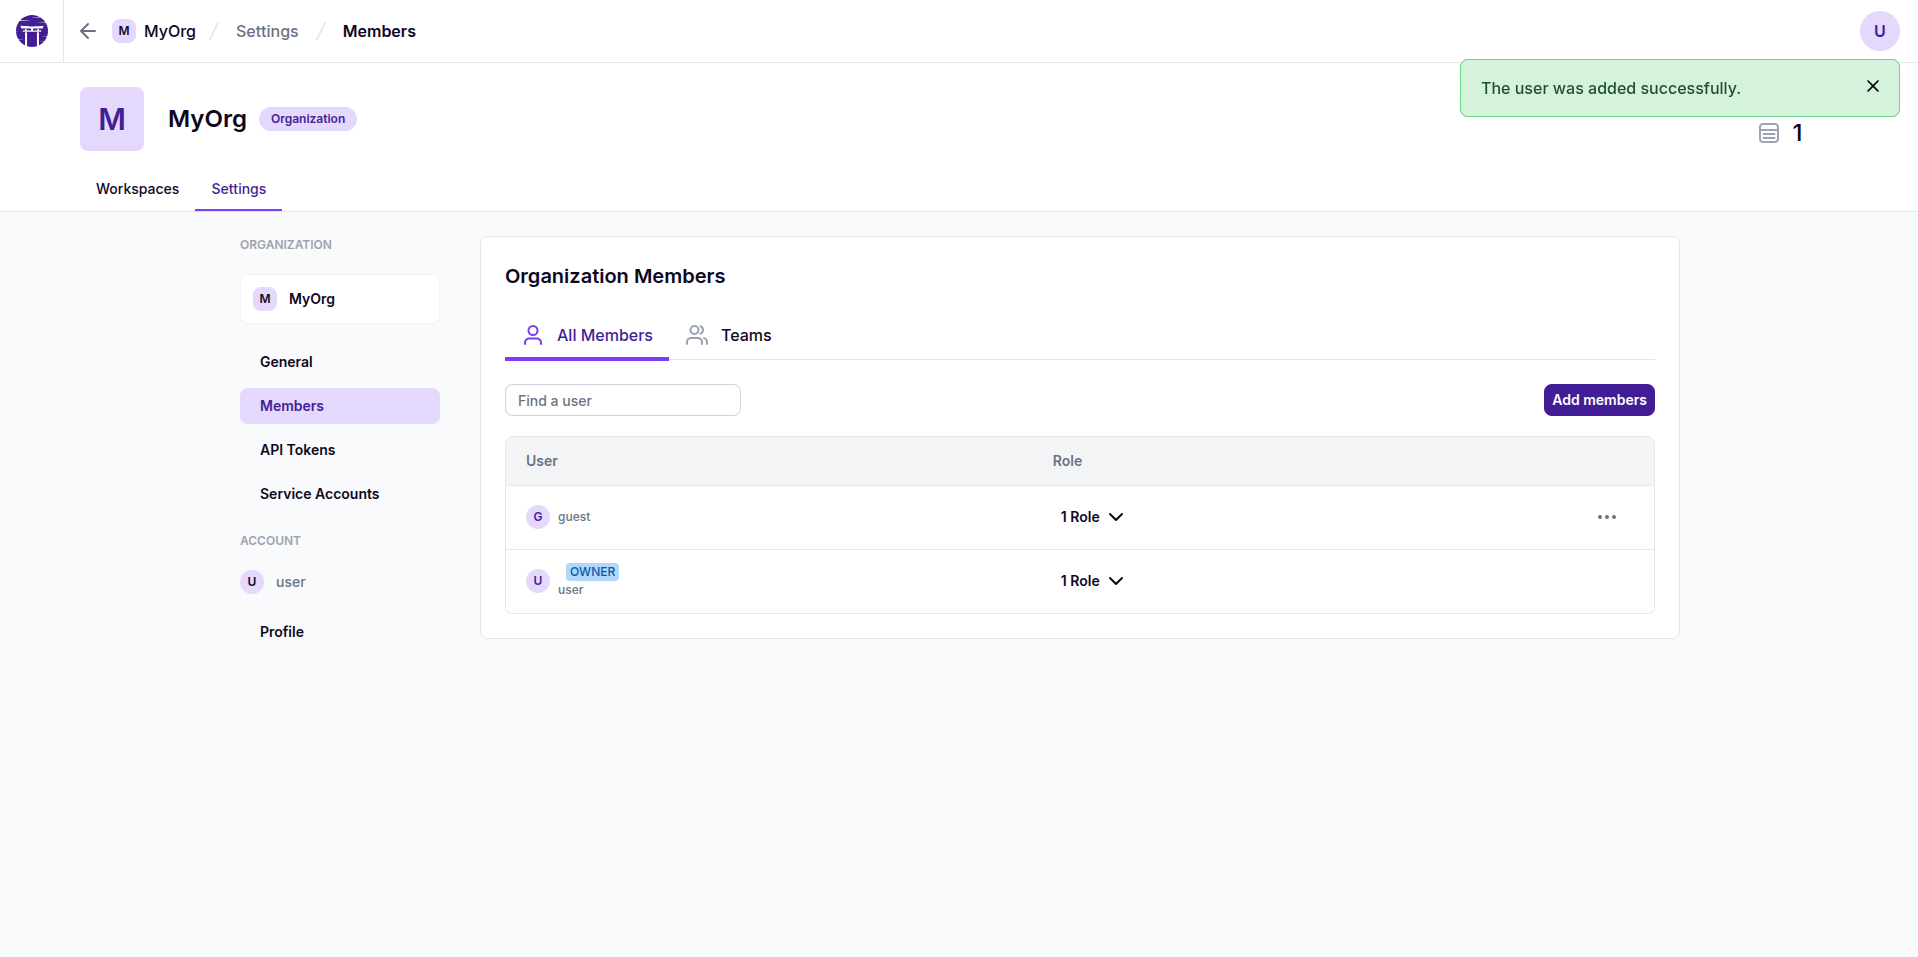 M MyOrg / Settings / Members U
The user was added successfully.
M MyOrg Organization
1
Workspaces Settings
ORGANIZATION
M MyOrg
General
Members
API Tokens
Service Accounts
ACCOUNT
U user
Profile
Organization Members
All Members Teams
Find a user Add members
User Role
G guest 1 Role
OWNER
U user 1 Role